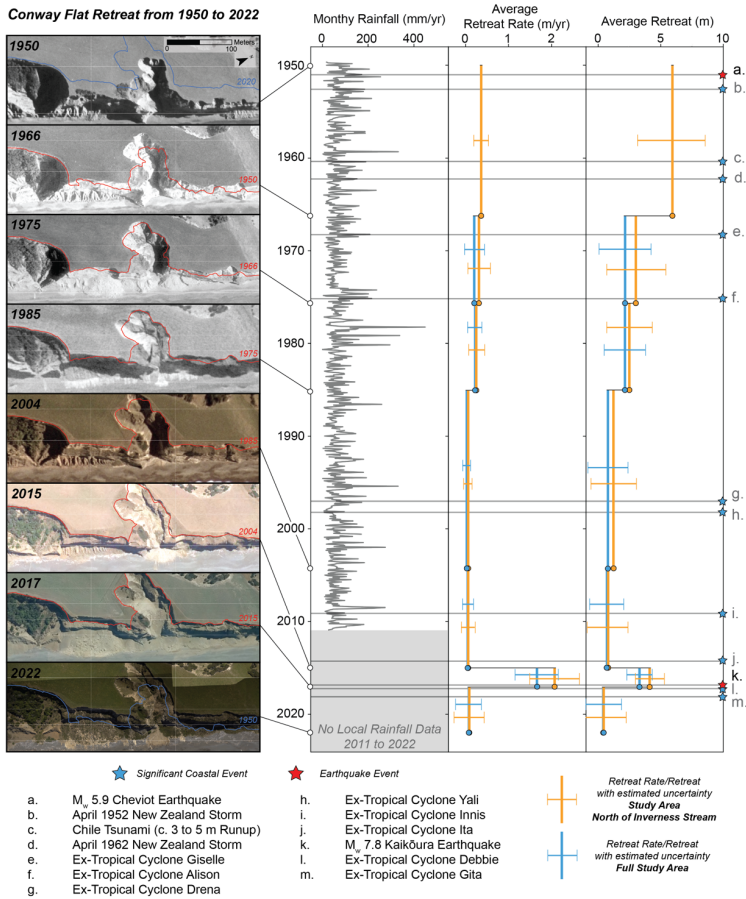 Conway Flat Retreat from 1950 to 2022
1950
0 100
Meters
2020
1966
1950
1975
1966
1985
1975
2004
2015
2004
2017
2015
2022
1950
Monthy Rainfall (mm/yr)
0 200 400
Average
Retreat Rate (m/yr)
0 1 2
Average Retreat (m)
0 5 10
1950
1960
1970
1980
1990
2000
2010
2020
No Local Rainfall Data
2011 to 2022
a.
b.
c.
d.
e.
f.
g.
h.
i.
j.
k.
l.
m.
Significant Coastal Event
Earthquake Event
a. Mw 5.9 Cheviot Earthquake
b. April 1952 New Zealand Storm
c. Chile Tsunami (c. 3 to 5 m Runup)
d. April 1962 New Zealand Storm
e. Ex-Tropical Cyclone Giselle
f. Ex-Tropical Cyclone Alison
g. Ex-Tropical Cyclone Drena
h. Ex-Tropical Cyclone Yali
i. Ex-Tropical Cyclone Innis
j. Ex-Tropical Cyclone Ita
k. Mw 7.8 Kaikōura Earthquake
l. Ex-Tropical Cyclone Debbie
m. Ex-Tropical Cyclone Gita
Retreat Rate/Retreat
with estimated uncertainty
Study Area
North of Inverness Stream
Retreat Rate/Retreat
with estimated uncertainty
Full Study Area